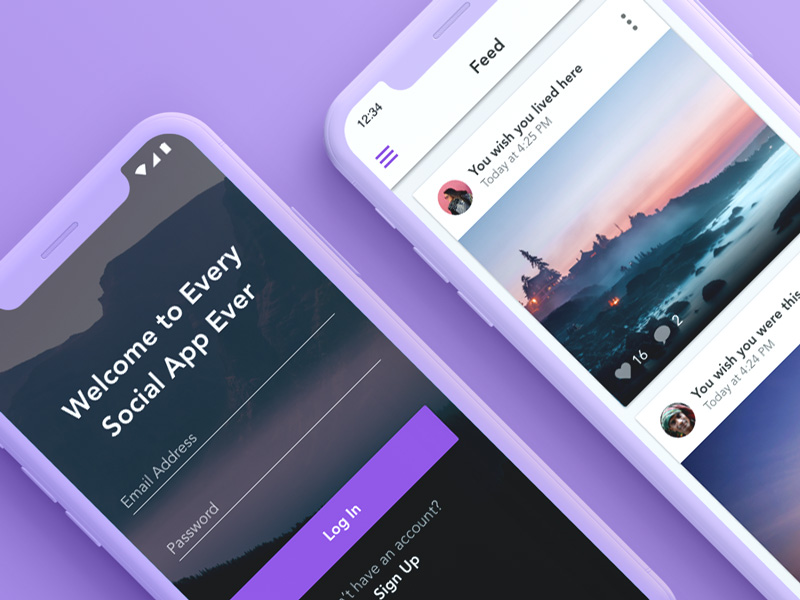 Welcome to Every
Social App Ever
Email Address
Password
Log In
have an account?
Sign Up
12:34
Feed
You wish you lived here
Today at 4:25 PM
16
2
You wish you were this
Today at 4:24 PM